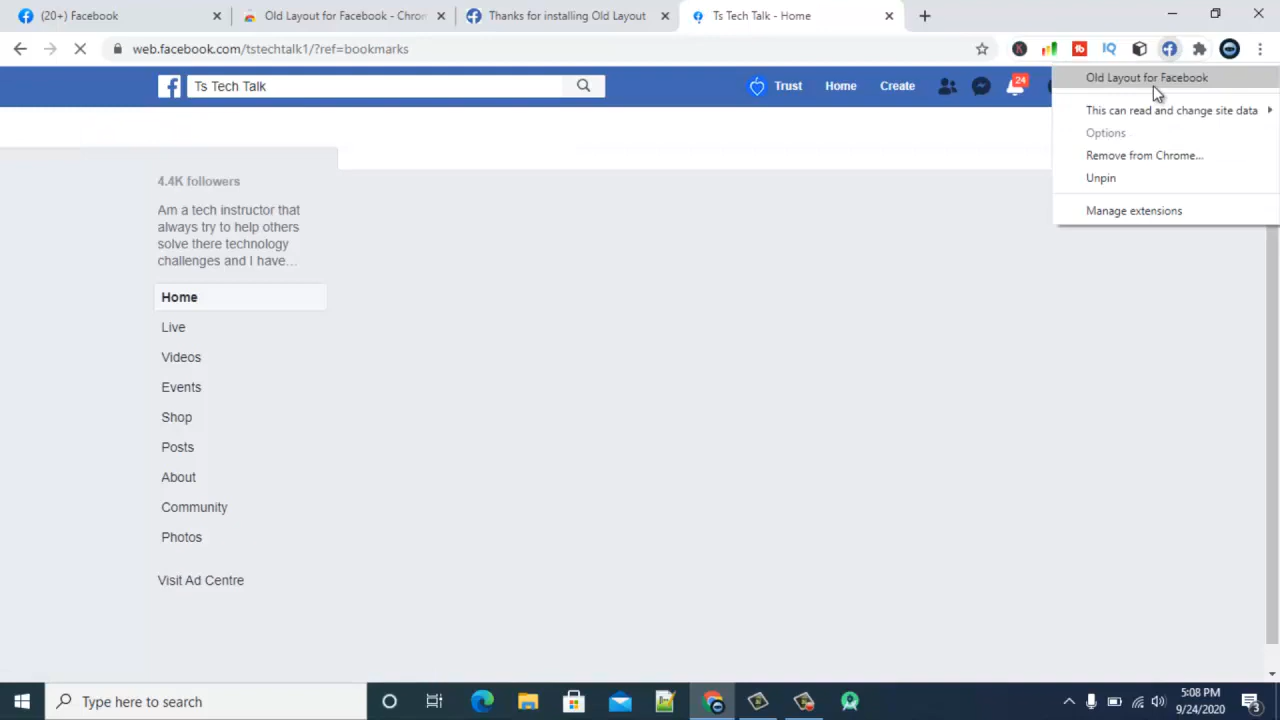 (20+) Facebook
Old Layout for Facebook - Chron
Thanks for installing Old Layout
Ts Tech Talk - Home
web.facebook.com/tstechtalk1/?ref=bookmarks
IQ
Ts Tech Talk
Trust
Home
Create
24
Old Layout for Facebook
This can read and change site data
Options
Remove from Chrome...
Unpin
Manage extensions
4.4K followers
Am a tech instructor that
always try to help others
solve there technology
challenges and I have...
Home
Live
Videos
Events
Shop
Posts
About
Community
Photos
Visit Ad Centre
Type here to search
5:08 PM
9/24/2020
3